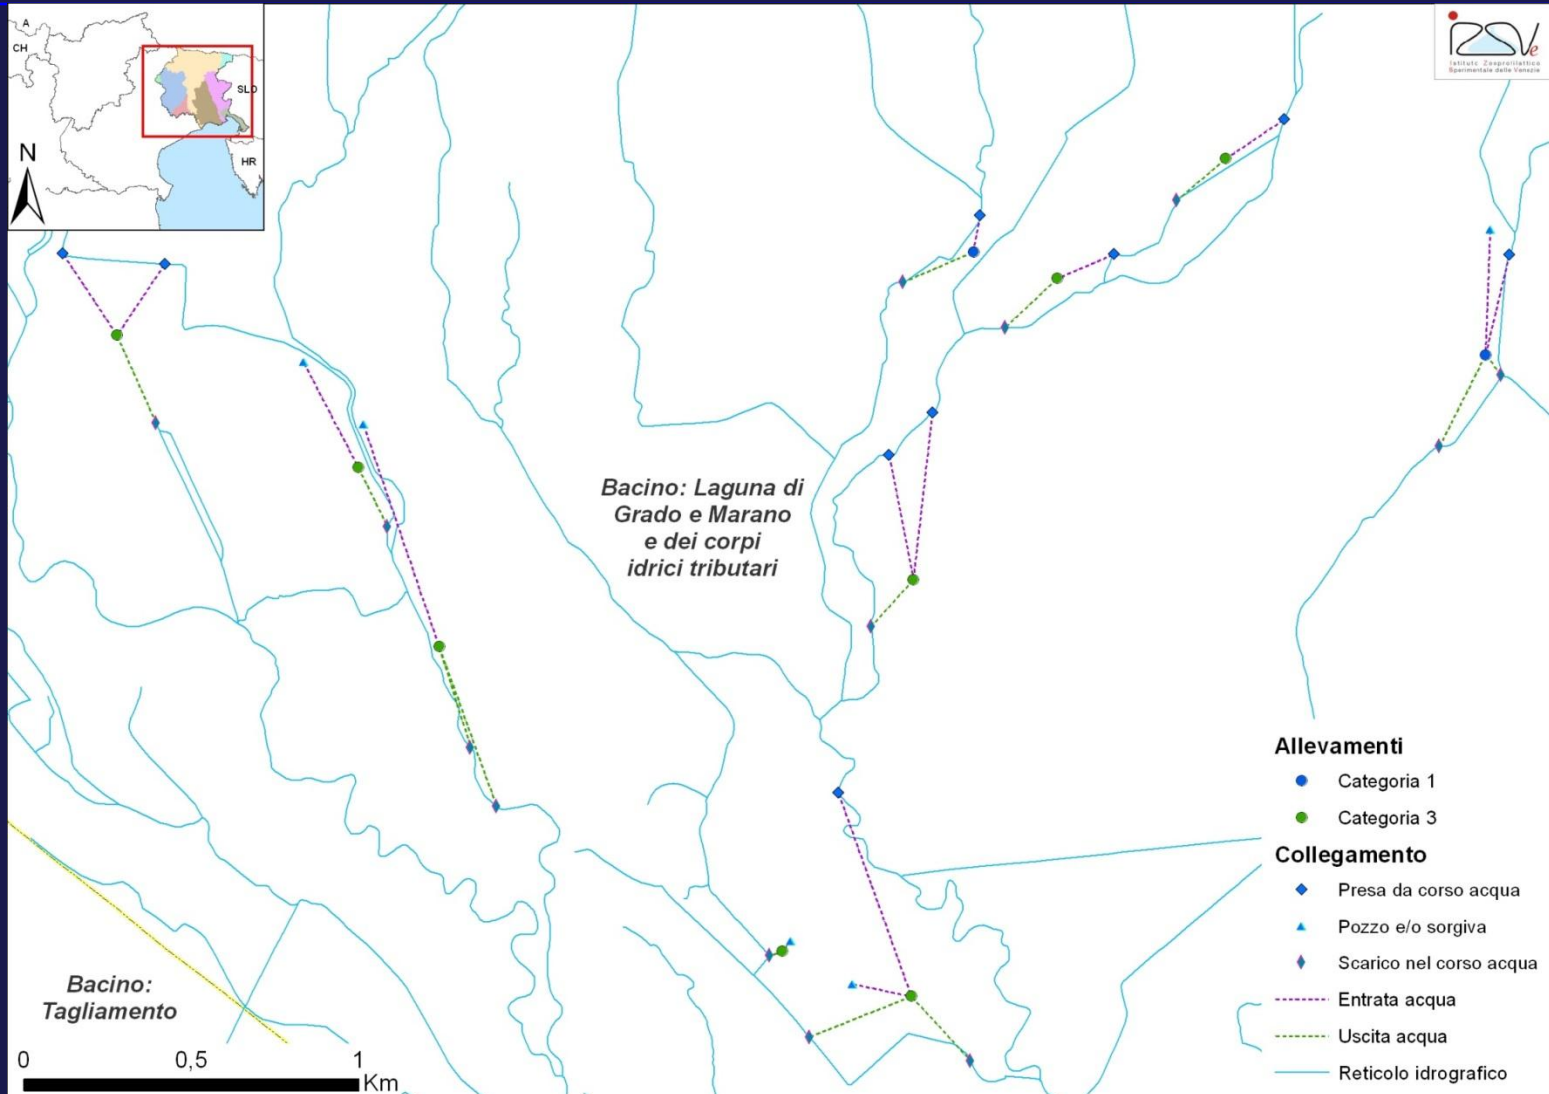 A
CH
SLO
HR
N
IZSVe
Istituto Zooprofilattico
Sperimentale delle Venezie
Bacino: Laguna di
Grado e Marano
e dei corpi
idrici tributari
Bacino:
Tagliamento
0 0,5 1
Km
Allevamenti
Categoria 1
Categoria 3
Collegamento
Presa da corso acqua
Pozzo e/o sorgiva
Scarico nel corso acqua
Entrata acqua
Uscita acqua
Reticolo idrografico